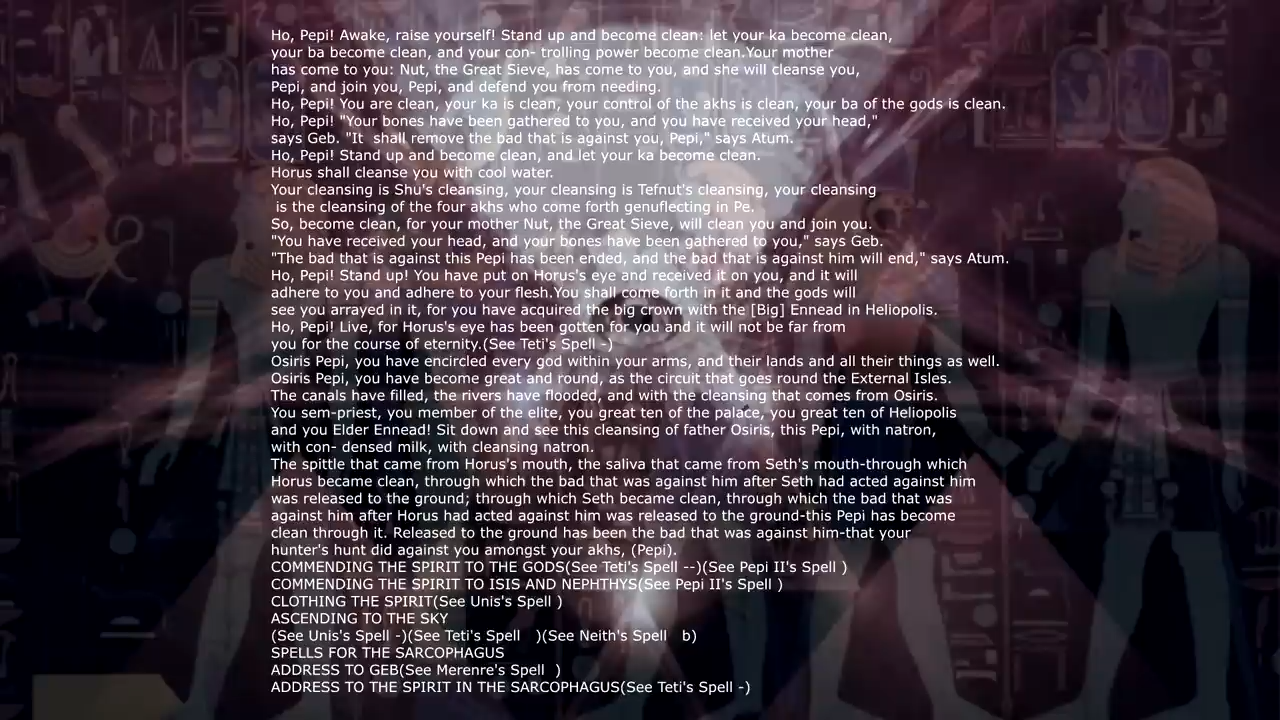 Ho, Pepi! Awake, raise yourself! Stand up and become clean: let your ka become clean,
your ba become clean, and your con- trolling power become clean.Your mother
has come to you: Nut, the Great Sieve, has come to you, and she will cleanse you,
Pepi, and join you, Pepi, and defend you from needing.
Ho, Pepi! You are clean, your ka is clean, your control of the akhs is clean, your ba of the gods is clean.
Ho, Pepi! "Your bones have been gathered to you, and you have received your head,"
says Geb. "It  shall remove the bad that is against you, Pepi," says Atum.
Ho, Pepi! Stand up and become clean, and let your ka become clean.
Horus shall cleanse you with cool water.
Your cleansing is Shu's cleansing, your cleansing is Tefnut's cleansing, your cleansing
 is the cleansing of the four akhs who come forth genuflecting in Pe.
So, become clean, for your mother Nut, the Great Sieve, will clean you and join you.
"You have received your head, and your bones have been gathered to you," says Geb.
"The bad that is against this Pepi has been ended, and the bad that is against him will end," says Atum.
Ho, Pepi! Stand up! You have put on Horus's eye and received it on you, and it will
adhere to you and adhere to your flesh.You shall come forth in it and the gods will
see you arrayed in it, for you have acquired the big crown with the [Big] Ennead in Heliopolis.
Ho, Pepi! Live, for Horus's eye has been gotten for you and it will not be far from
you for the course of eternity.(See Teti's Spell -)
Osiris Pepi, you have encircled every god within your arms, and their lands and all their things as well.
Osiris Pepi, you have become great and round, as the circuit that goes round the External Isles.
The canals have filled, the rivers have flooded, and with the cleansing that comes from Osiris.
You sem-priest, you member of the elite, you great ten of the palace, you great ten of Heliopolis
and you Elder Ennead! Sit down and see this cleansing of father Osiris, this Pepi, with natron,
with con- densed milk, with cleansing natron.
The spittle that came from Horus's mouth, the saliva that came from Seth's mouth-through which
Horus became clean, through which the bad that was against him after Seth had acted against him
was released to the ground; through which Seth became clean, through which the bad that was
against him after Horus had acted against him was released to the ground-this Pepi has become
clean through it. Released to the ground has been the bad that was against him-that your
hunter's hunt did against you amongst your akhs, (Pepi).
COMMENDING THE SPIRIT TO THE GODS(See Teti's Spell --)(See Pepi II's Spell )
COMMENDING THE SPIRIT TO ISIS AND NEPHTHYS(See Pepi II's Spell )
CLOTHING THE SPIRIT(See Unis's Spell )
ASCENDING TO THE SKY
(See Unis's Spell -)(See Teti's Spell   )(See Neith's Spell   b)
SPELLS FOR THE SARCOPHAGUS
ADDRESS TO GEB(See Merenre's Spell  )
ADDRESS TO THE SPIRIT IN THE SARCOPHAGUS(See Teti's Spell -)